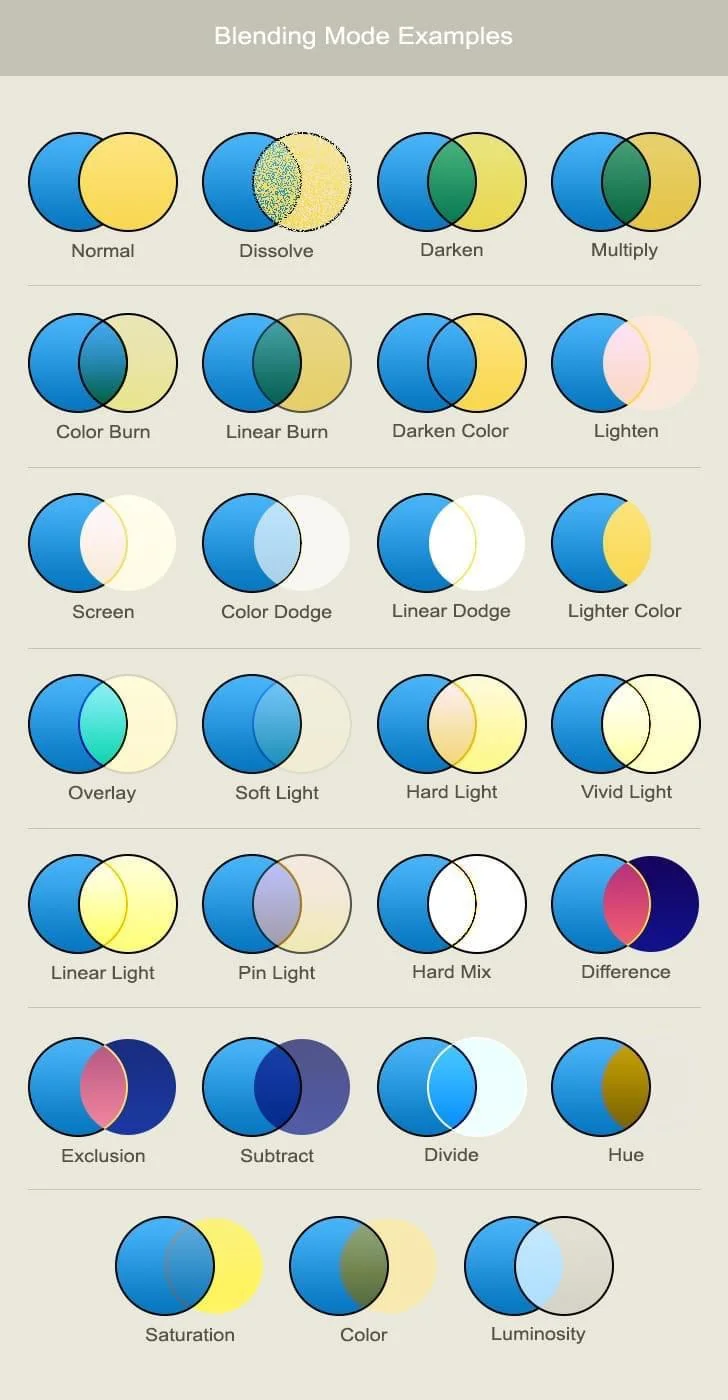 Blending Mode Examples
Normal
Dissolve
Darken
Multiply
Color Burn
Linear Burn
Darken Color
Lighten
Screen
Color Dodge
Linear Dodge
Lighter Color
Overlay
Soft Light
Hard Light
Vivid Light
Linear Light
Pin Light
Hard Mix
Difference
Exclusion
Subtract
Divide
Hue
Saturation
Color
Luminosity